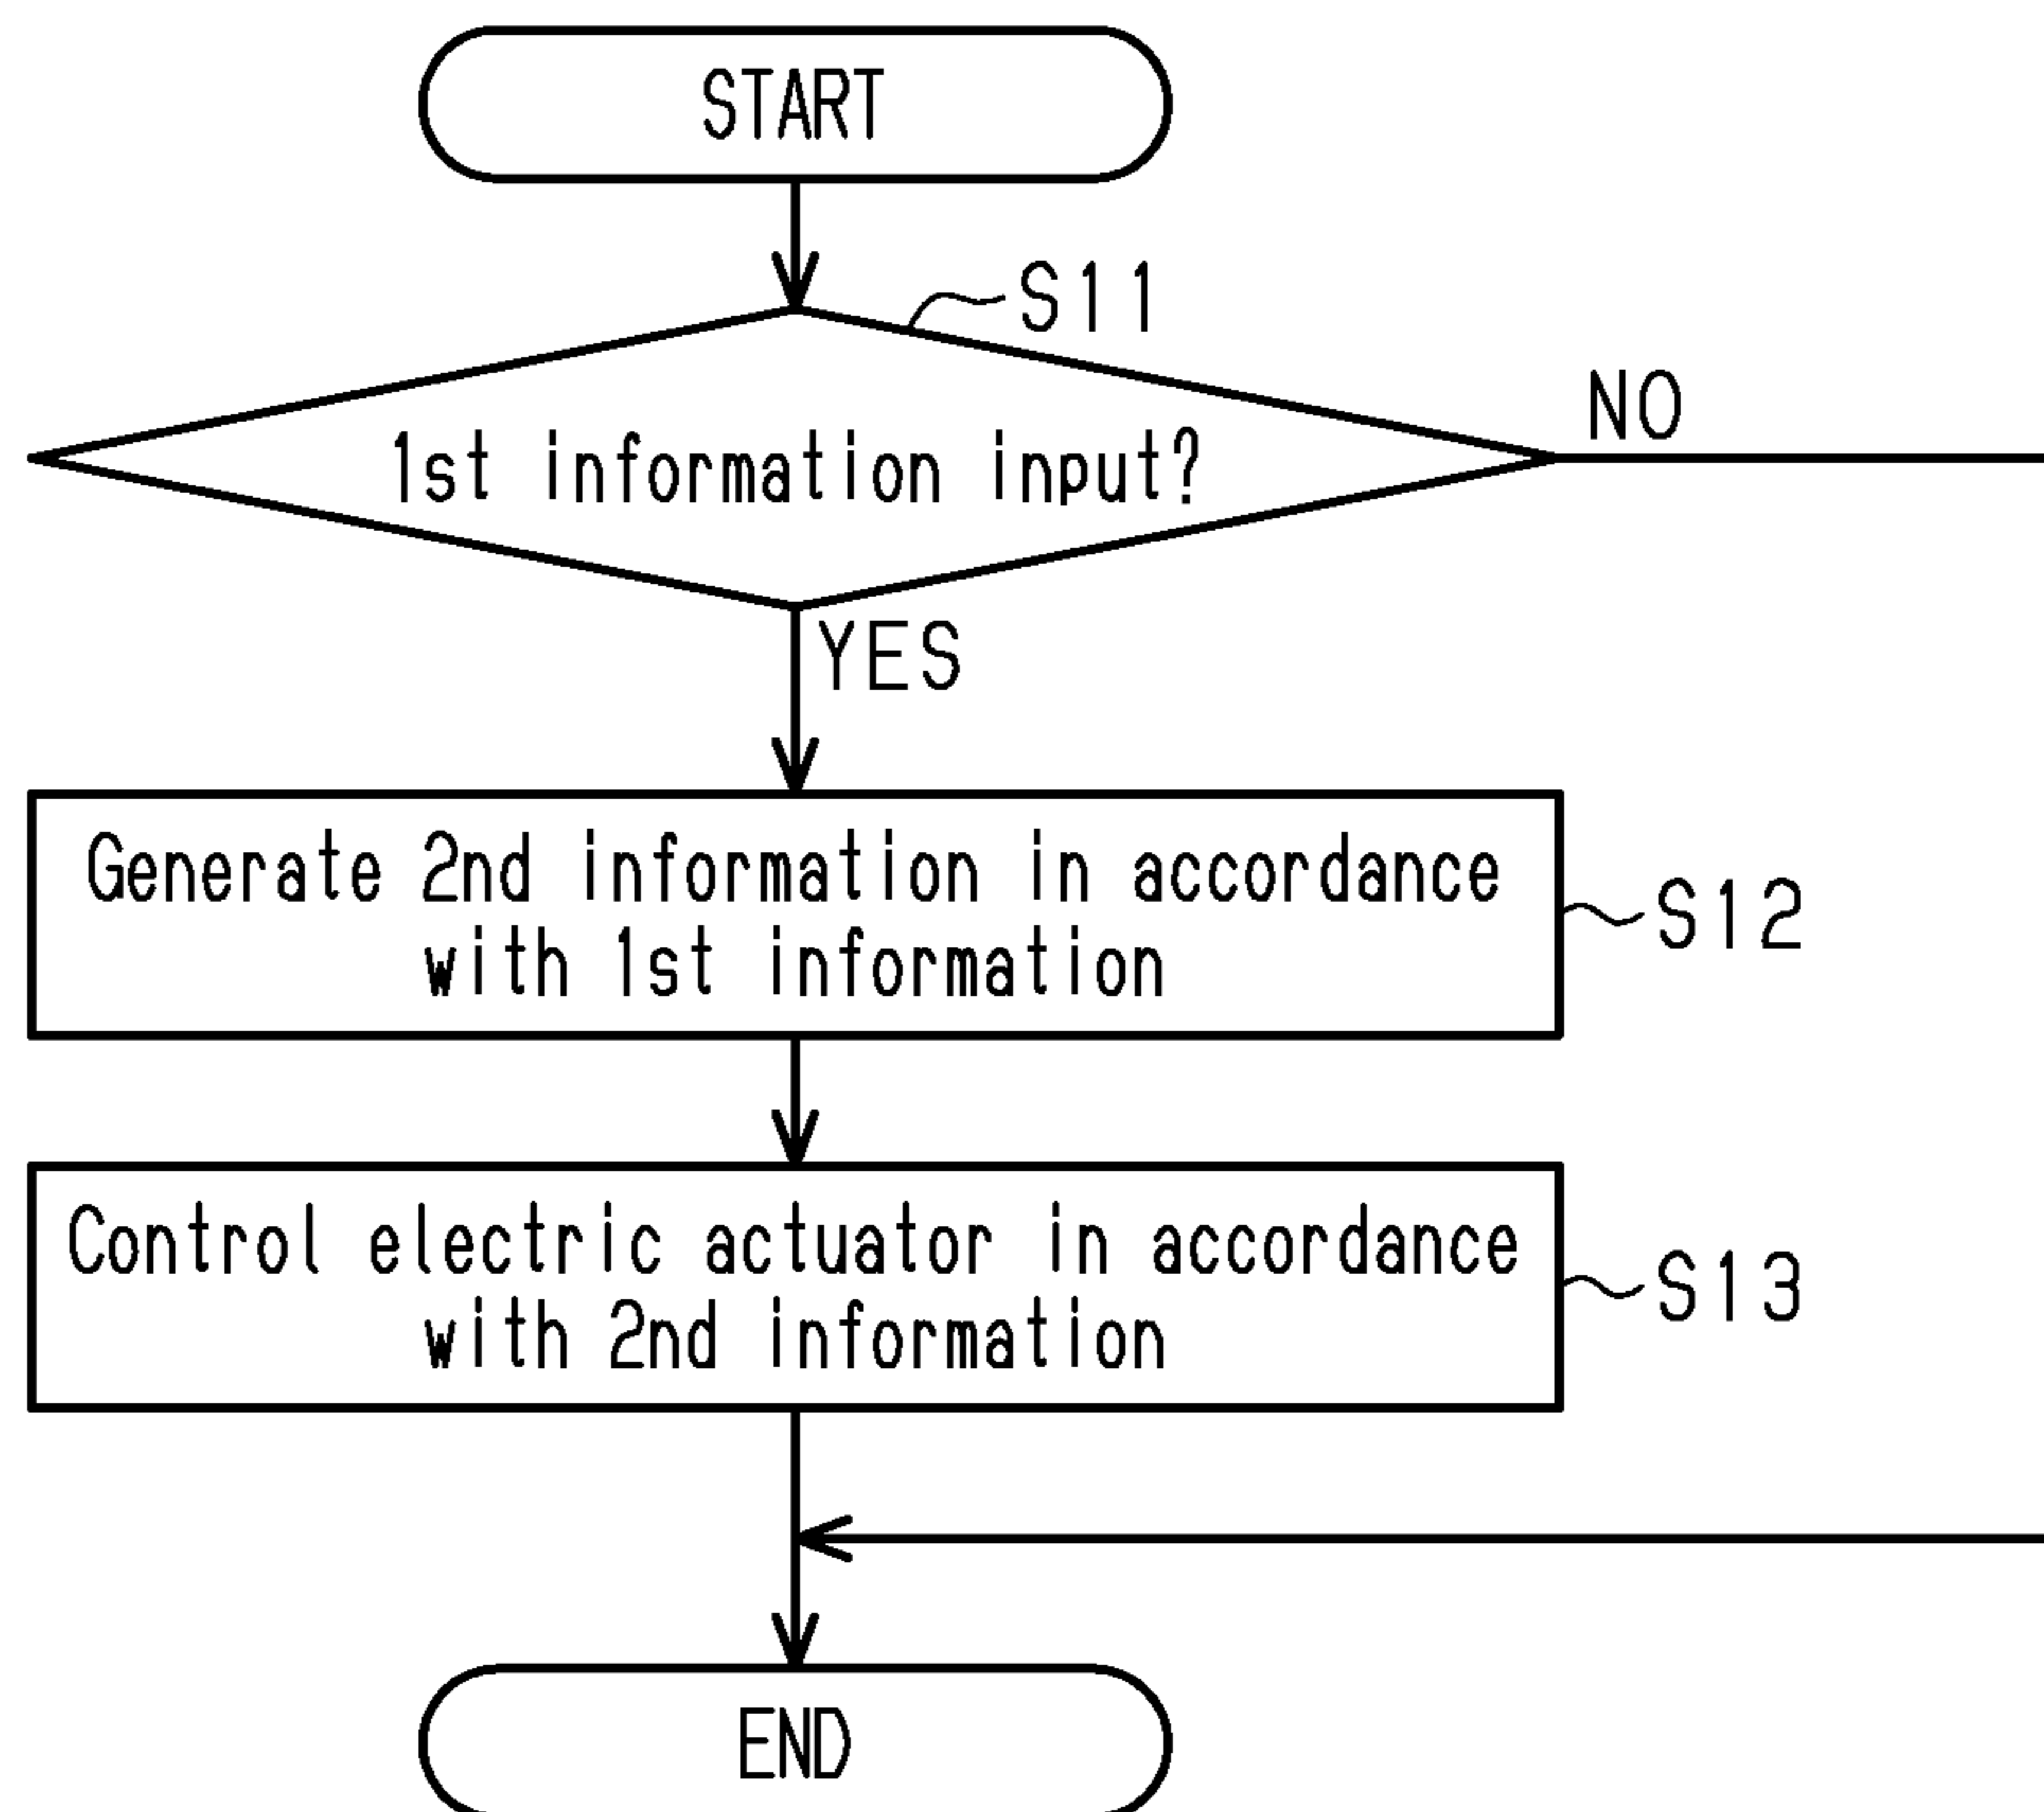 START
S11
NO
1st information input?
YES
Generate 2nd information in accordance
with 1st information
S12
Control electric actuator in accordance
with 2nd information
S13
END